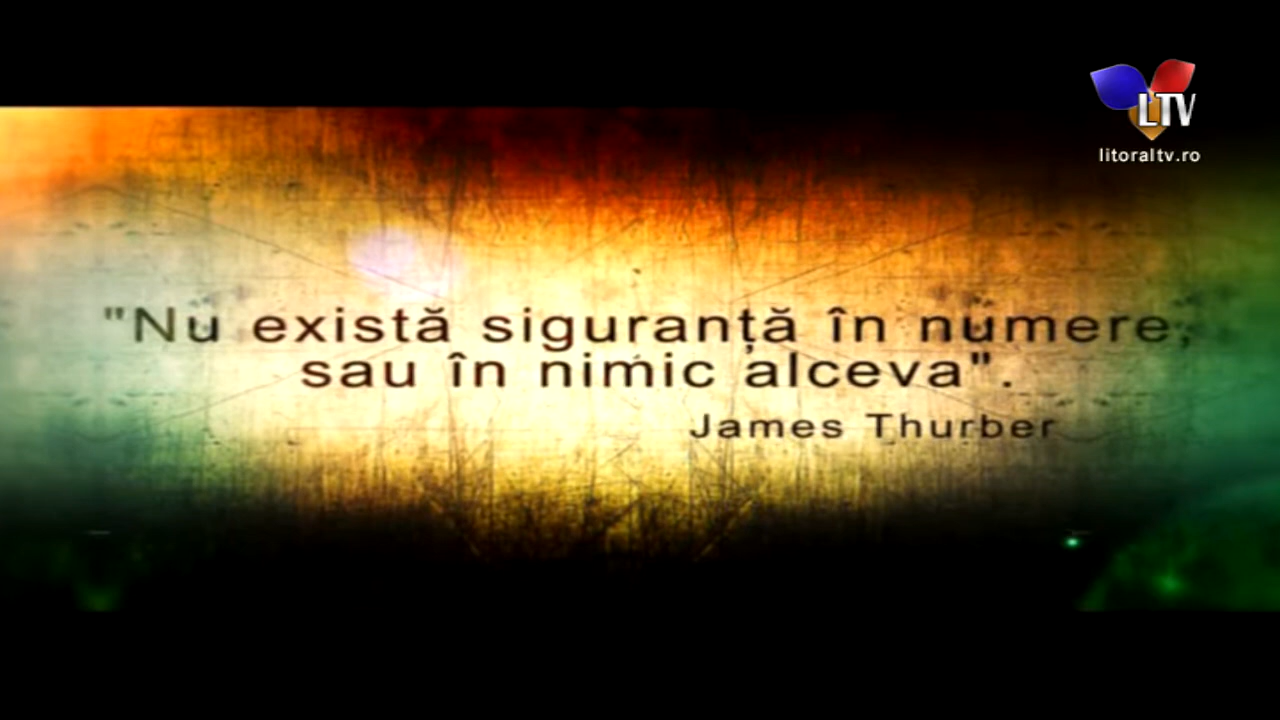 LTV
litoraltv.ro
"Nu există siguranță în numere,
sau în nimic alceva".
James Thurber